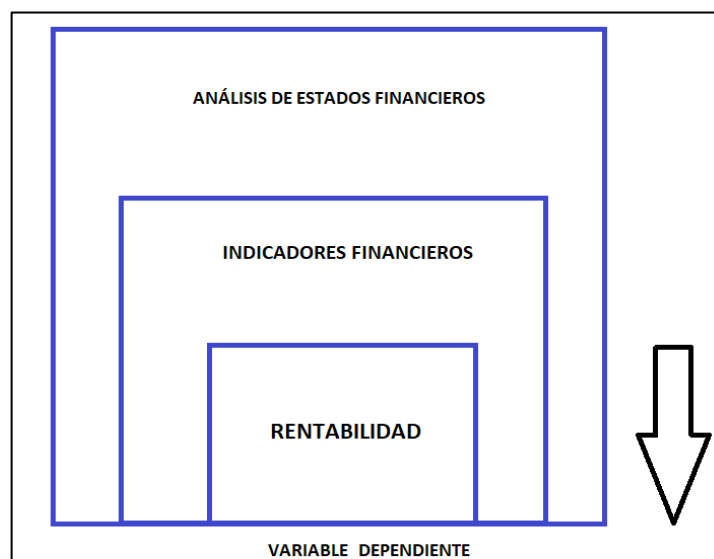 ANÁLISIS DE ESTADOS FINANCIEROS
INDICADORES FINANCIEROS
RENTABILIDAD
VARIABLE DEPENDIENTE